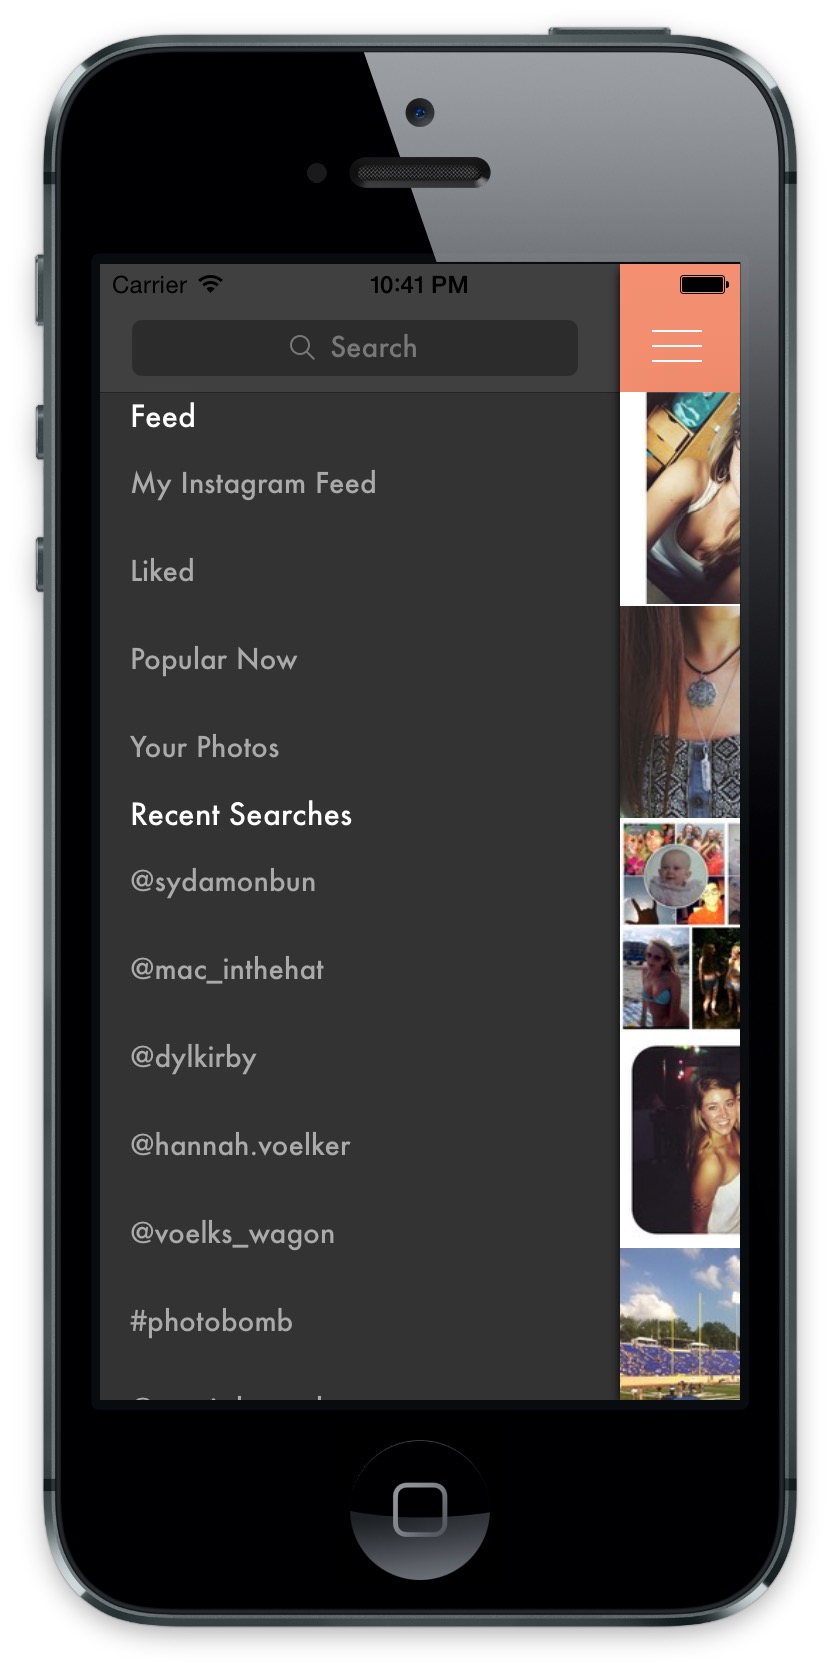 Carrier 10:41 PM
Search
Feed
My Instagram Feed
Liked
Popular Now
Your Photos
Recent Searches
@sydamonbun
@mac_inthehat
@dylkirby
@hannah.voelker
@voelks_wagon
#photobomb